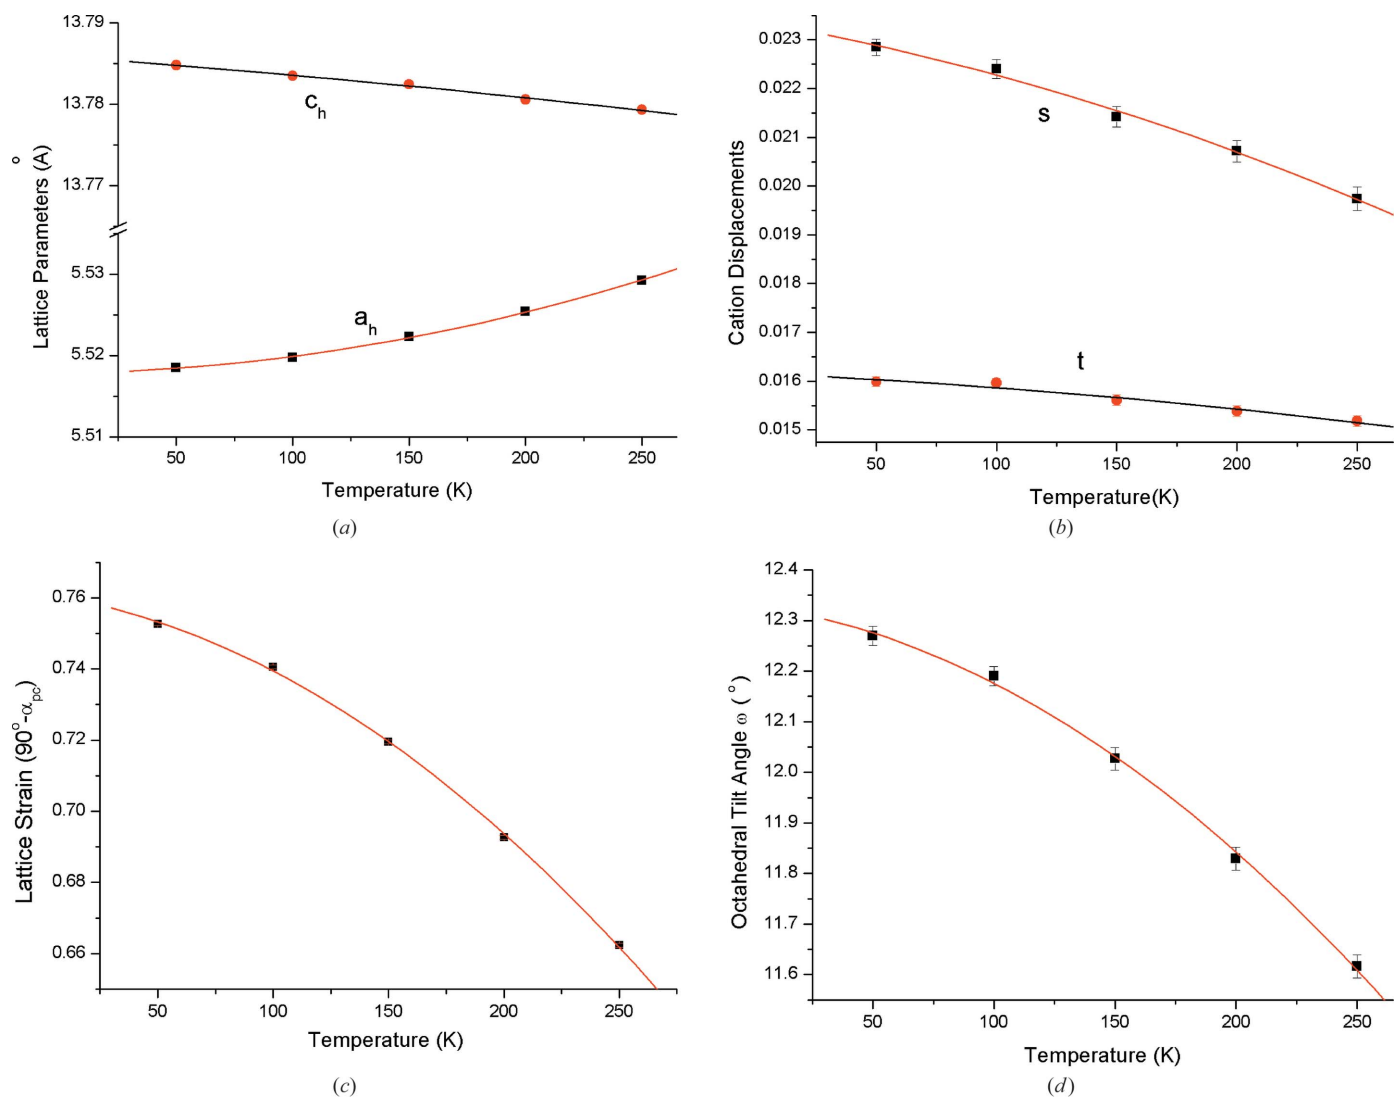 13.79
13.78
13.77
5.53
5.52
5.51
Lattice Parameters (Å)
c_h
a_h
50 100 150 200 250
Temperature (K)
(a)
0.023
0.022
0.021
0.020
0.019
0.018
0.017
0.016
0.015
Cation Displacements
s
t
50 100 150 200 250
Temperature(K)
(b)
0.76
0.74
0.72
0.70
0.68
0.66
Lattice Strain (90°-α_pc)
50 100 150 200 250
Temperature (K)
(c)
12.4
12.3
12.2
12.1
12.0
11.9
11.8
11.7
11.6
Octahedral Tilt Angle ω (°)
50 100 150 200 250
Temperature (K)
(d)